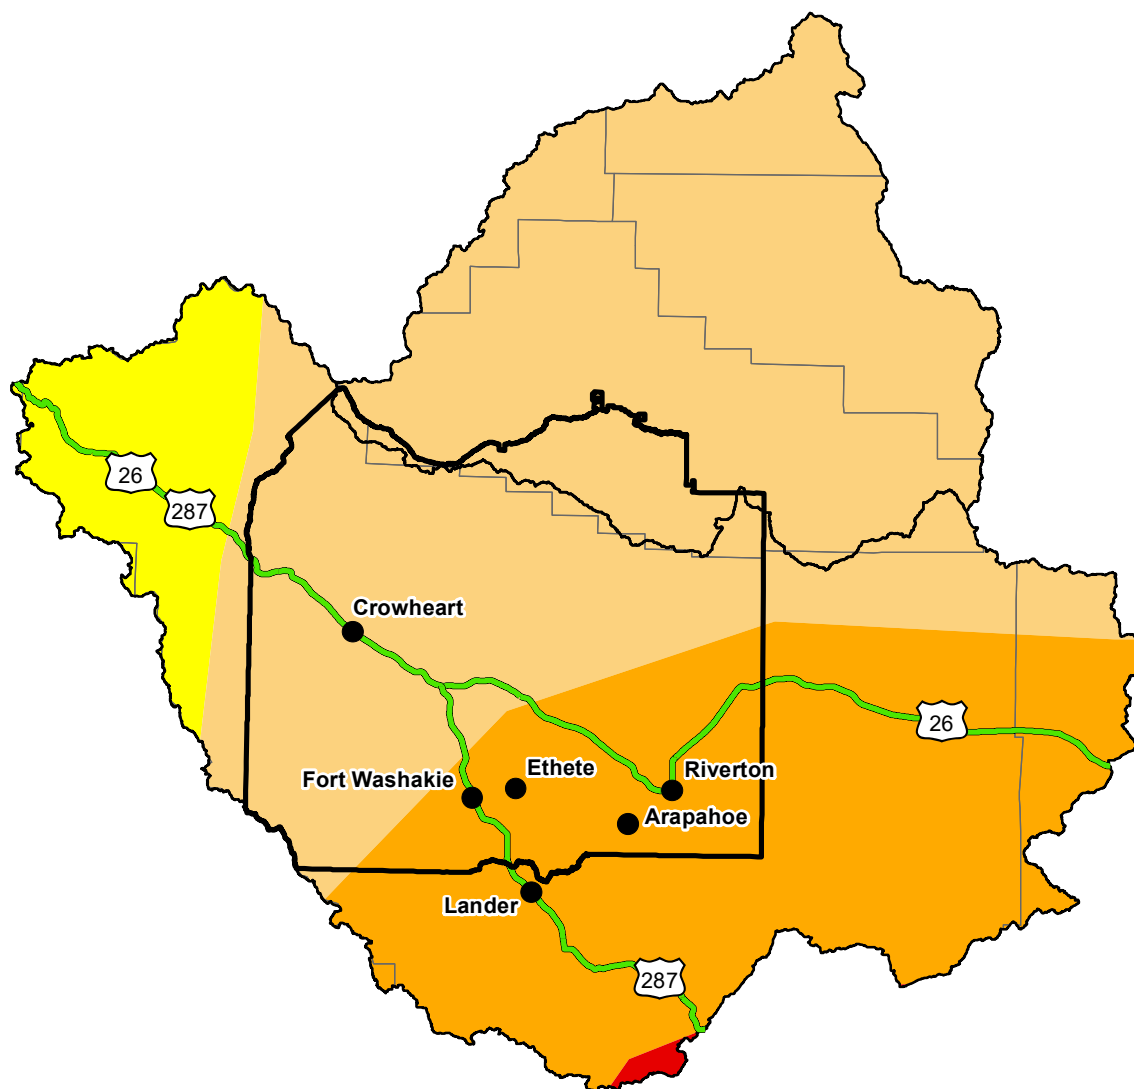 26
287
Crowheart
26
Ethete
Riverton
Fort Washakie
Arapahoe
Lander
287